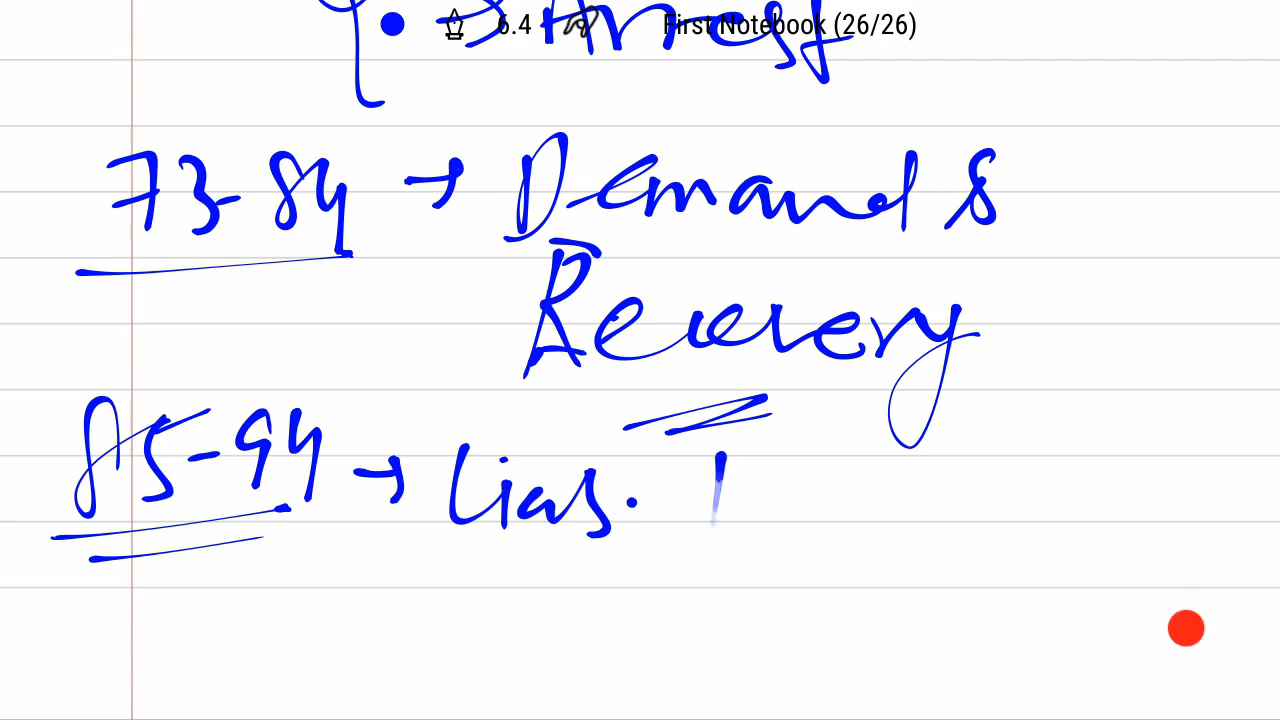 6.4 First Notebook (26/26)
→ Arrest
73-84 → Demand &
Recovery
85-94 → Liab.